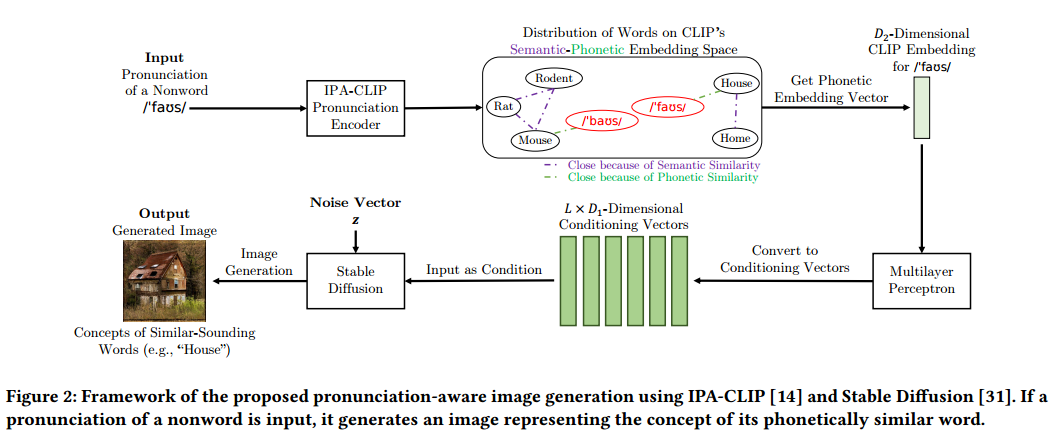 Input
Pronunciation
of a Nonword
/ˈfaʊs/
IPA-CLIP
Pronunciation
Encoder
Distribution of Words on CLIP's
Semantic-Phonetic Embedding Space
Rodent
Rat
Mouse
/ˈbaʊs/
/ˈfaʊs/
House
Home
Close because of Semantic Similarity
Close because of Phonetic Similarity
Get Phonetic
Embedding Vector
D₂-Dimensional
CLIP Embedding
for /ˈfaʊs/
Multilayer
Perceptron
Convert to
Conditioning Vectors
L × D₁-Dimensional
Conditioning Vectors
Input as Condition
Noise Vector
z
Stable
Diffusion
Image
Generation
Output
Generated Image
Concepts of Similar-Sounding
Words (e.g., “House”)
Figure 2: Framework of the proposed pronunciation-aware image generation using IPA-CLIP [14] and Stable Diffusion [31]. If a
pronunciation of a nonword is input, it generates an image representing the concept of its phonetically similar word.